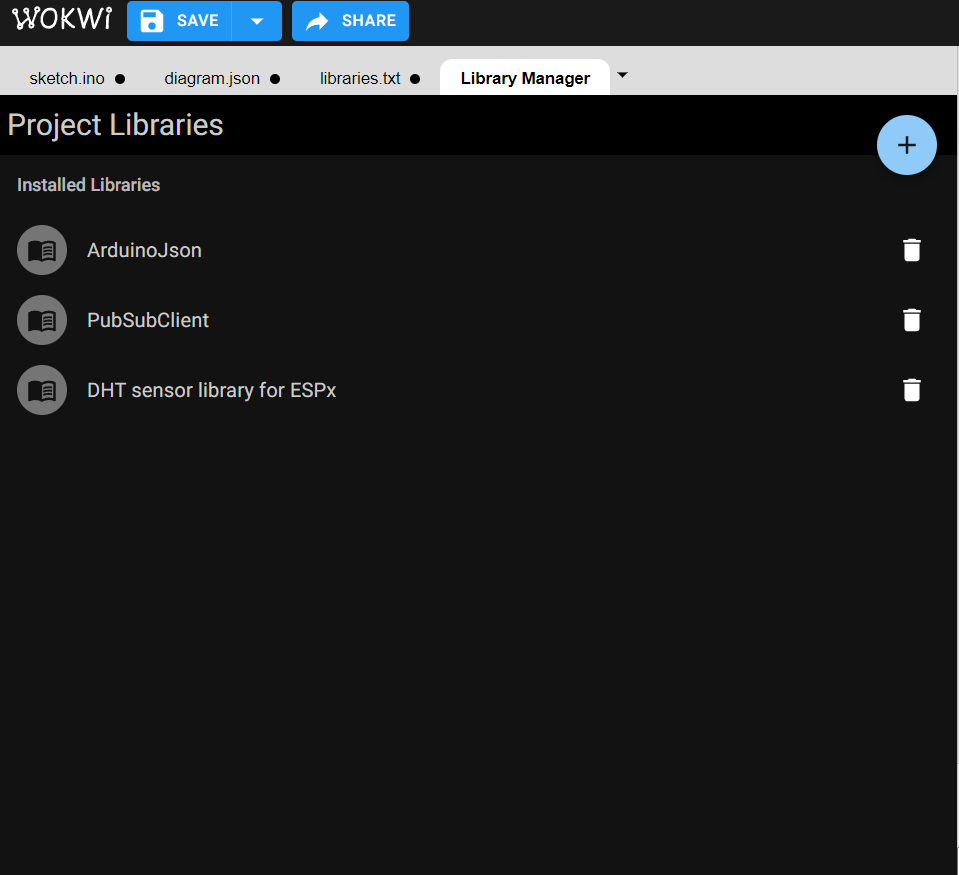 WOKWi
SAVE
SHARE
sketch.ino ●
diagram.json ●
libraries.txt ●
Library Manager
Project Libraries
+
Installed Libraries
ArduinoJson
PubSubClient
DHT sensor library for ESPx